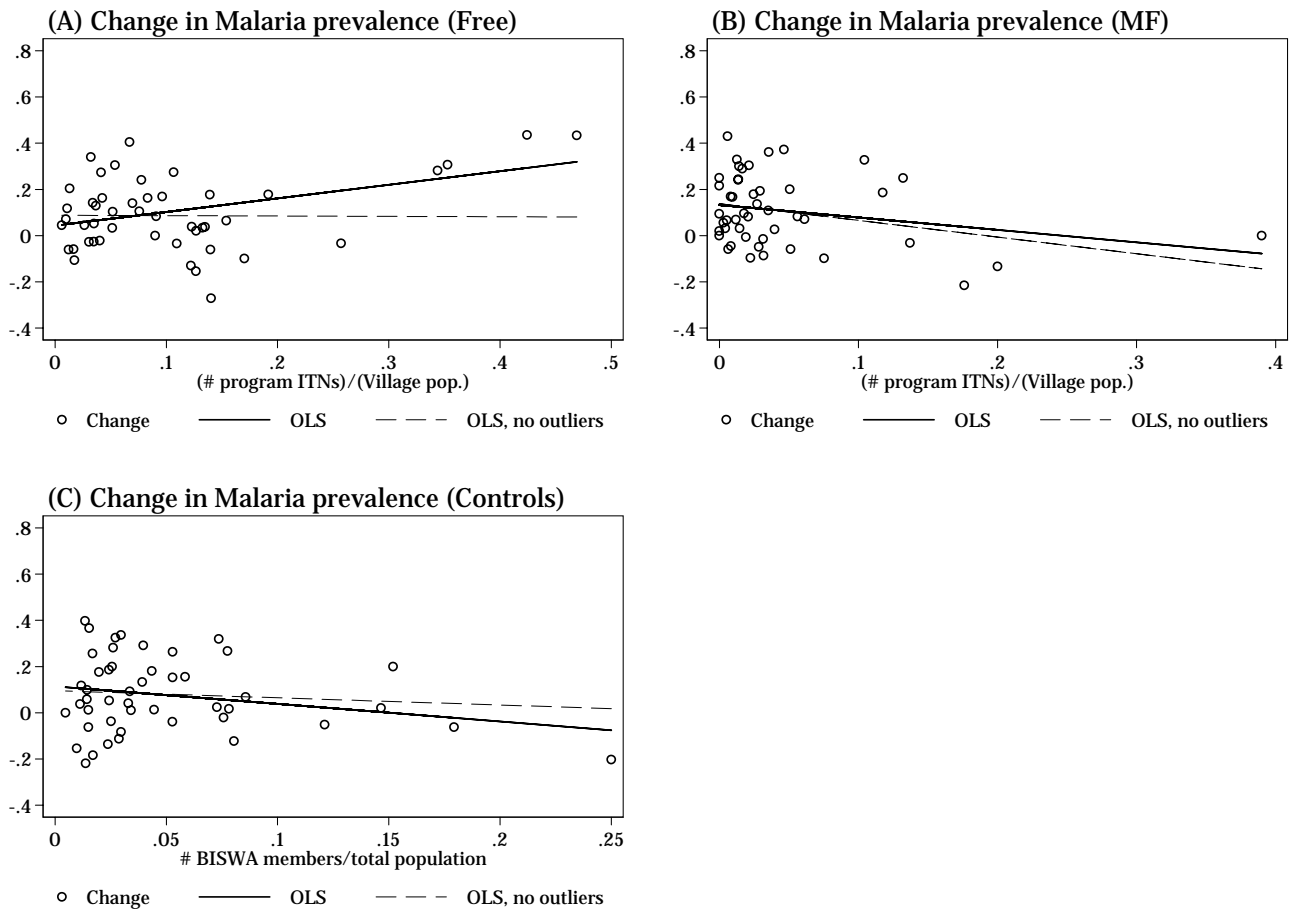 (A) Change in Malaria prevalence (Free)
.8
.6
.4
.2
0
-.2
-.4
0 .1 .2 .3 .4 .5
(# program ITNs)/(Village pop.)
Change OLS OLS, no outliers
(B) Change in Malaria prevalence (MF)
.8
.6
.4
.2
0
-.2
-.4
0 .1 .2 .3 .4
(# program ITNs)/(Village pop.)
Change OLS OLS, no outliers
(C) Change in Malaria prevalence (Controls)
.8
.6
.4
.2
0
-.2
-.4
0 .05 .1 .15 .2 .25
# BISWA members/total population
Change OLS OLS, no outliers